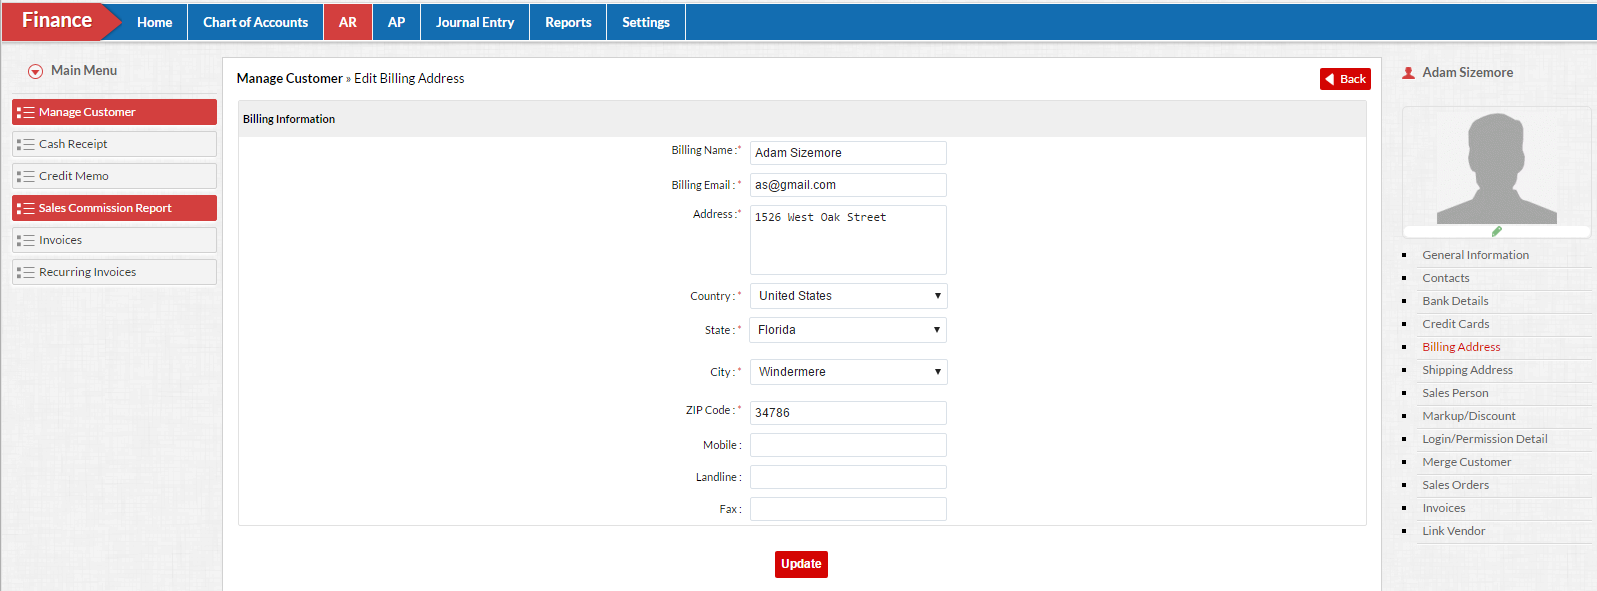 Finance
Home
Chart of Accounts
AR
AP
Journal Entry
Reports
Settings
Main Menu
Manage Customer
Cash Receipt
Credit Memo
Sales Commission Report
Invoices
Recurring Invoices
Manage Customer » Edit Billing Address
Back
Billing Information
Billing Name :* Adam Sizemore
Billing Email : * as@gmail.com
Address :* 1526 West Oak Street
Country : * United States
State : * Florida
City : * Windermere
ZIP Code : * 34786
Mobile :
Landline :
Fax :
Update
Adam Sizemore
General Information
Contacts
Bank Details
Credit Cards
Billing Address
Shipping Address
Sales Person
Markup/Discount
Login/Permission Detail
Merge Customer
Sales Orders
Invoices
Link Vendor